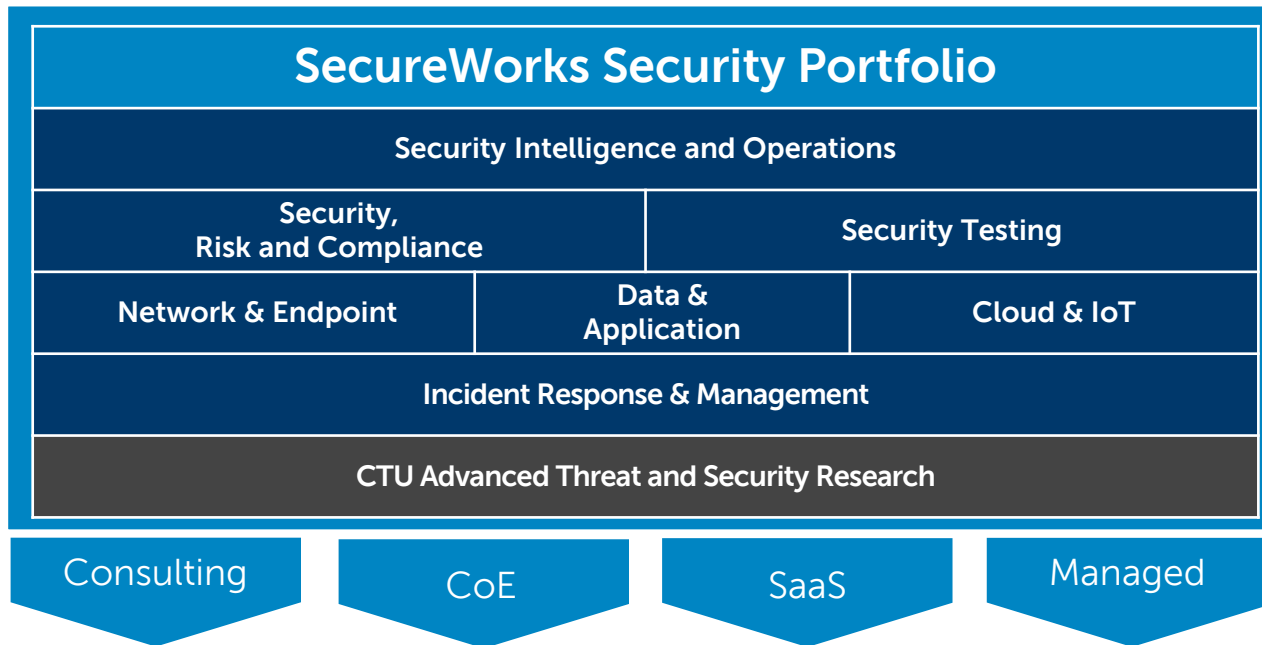 SecureWorks Security Portfolio
Security Intelligence and Operations
Security,
Risk and Compliance
Security Testing
Network & Endpoint
Data &
Application
Cloud & IoT
Incident Response & Management
CTU Advanced Threat and Security Research
Consulting
CoE
SaaS
Managed